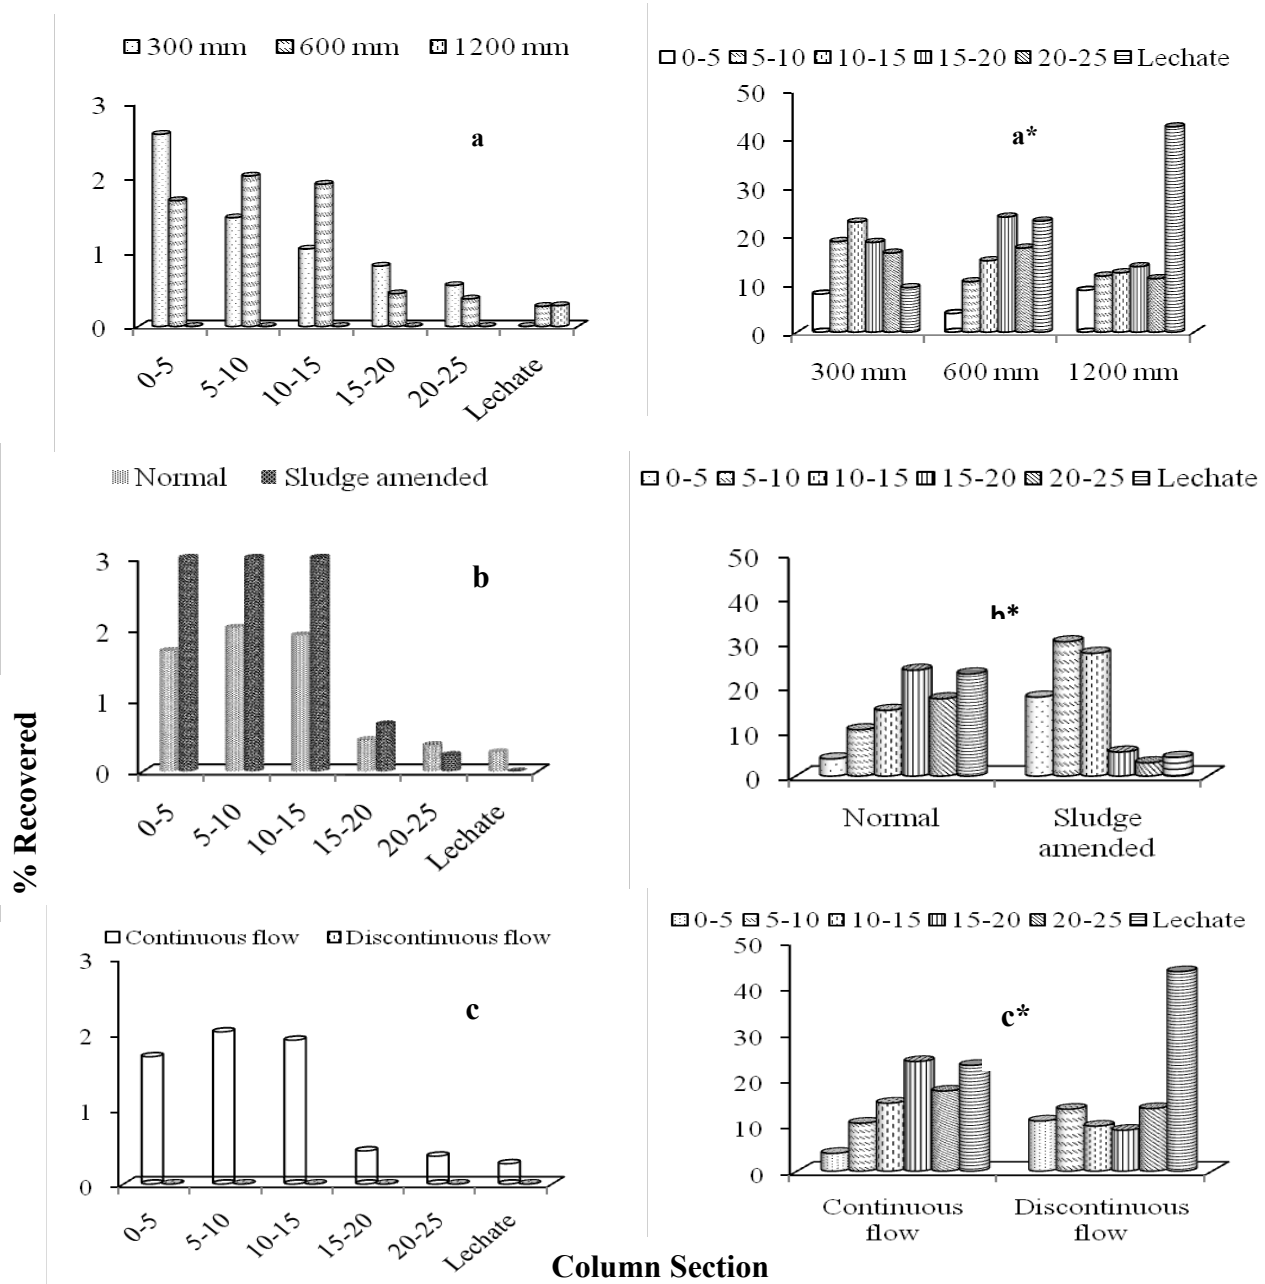 300 mm 600 mm 1200 mm
a
3
2
1
0
0-5 5-10 10-15 15-20 20-25 Lechate
0-5 5-10 10-15 15-20 20-25 Lechate
a*
50
40
30
20
10
0
300 mm 600 mm 1200 mm
Normal Sludge amended
b
3
2
1
0
0-5 5-10 10-15 15-20 20-25 Lechate
0-5 5-10 10-15 15-20 20-25 Lechate
b*
50
40
30
20
10
0
Normal Sludge
amended
% Recovered
Continuous flow Discontinuous flow
c
3
2
1
0
0-5 5-10 10-15 15-20 20-25 Lechate
0-5 5-10 10-15 15-20 20-25 Lechate
c*
50
40
30
20
10
0
Continuous Discontinuous
flow flow
Column Section